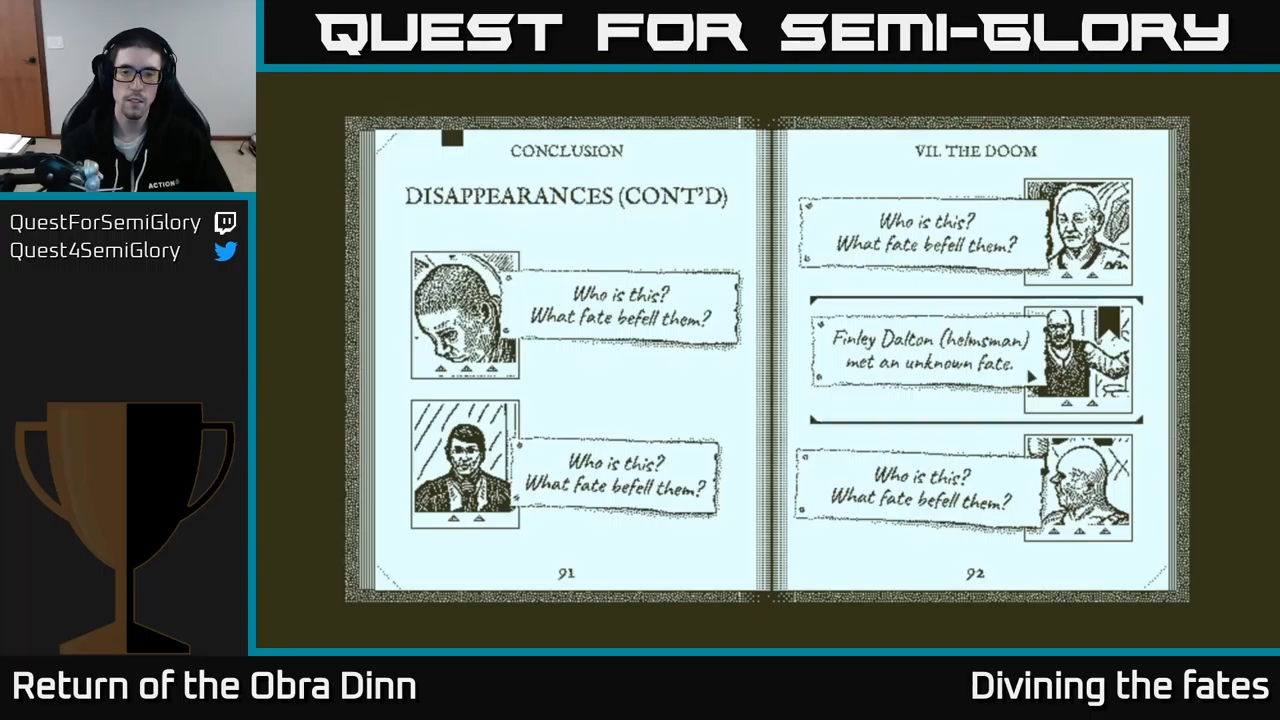 QUEST FOR SEMI-GLORY
ACTION
QuestForSemiGlory
Quest4SemiGlory
CONCLUSION
DISAPPEARANCES (CONT'D)
Who is this?
What fate befell them?
Who is this?
What fate befell them?
91
VII. THE DOOM
Who is this?
What fate befell them?
Finley Dalton (helmsman)
met an unknown fate.
Who is this?
What fate befell them?
92
Return of the Obra Dinn
Divining the fates